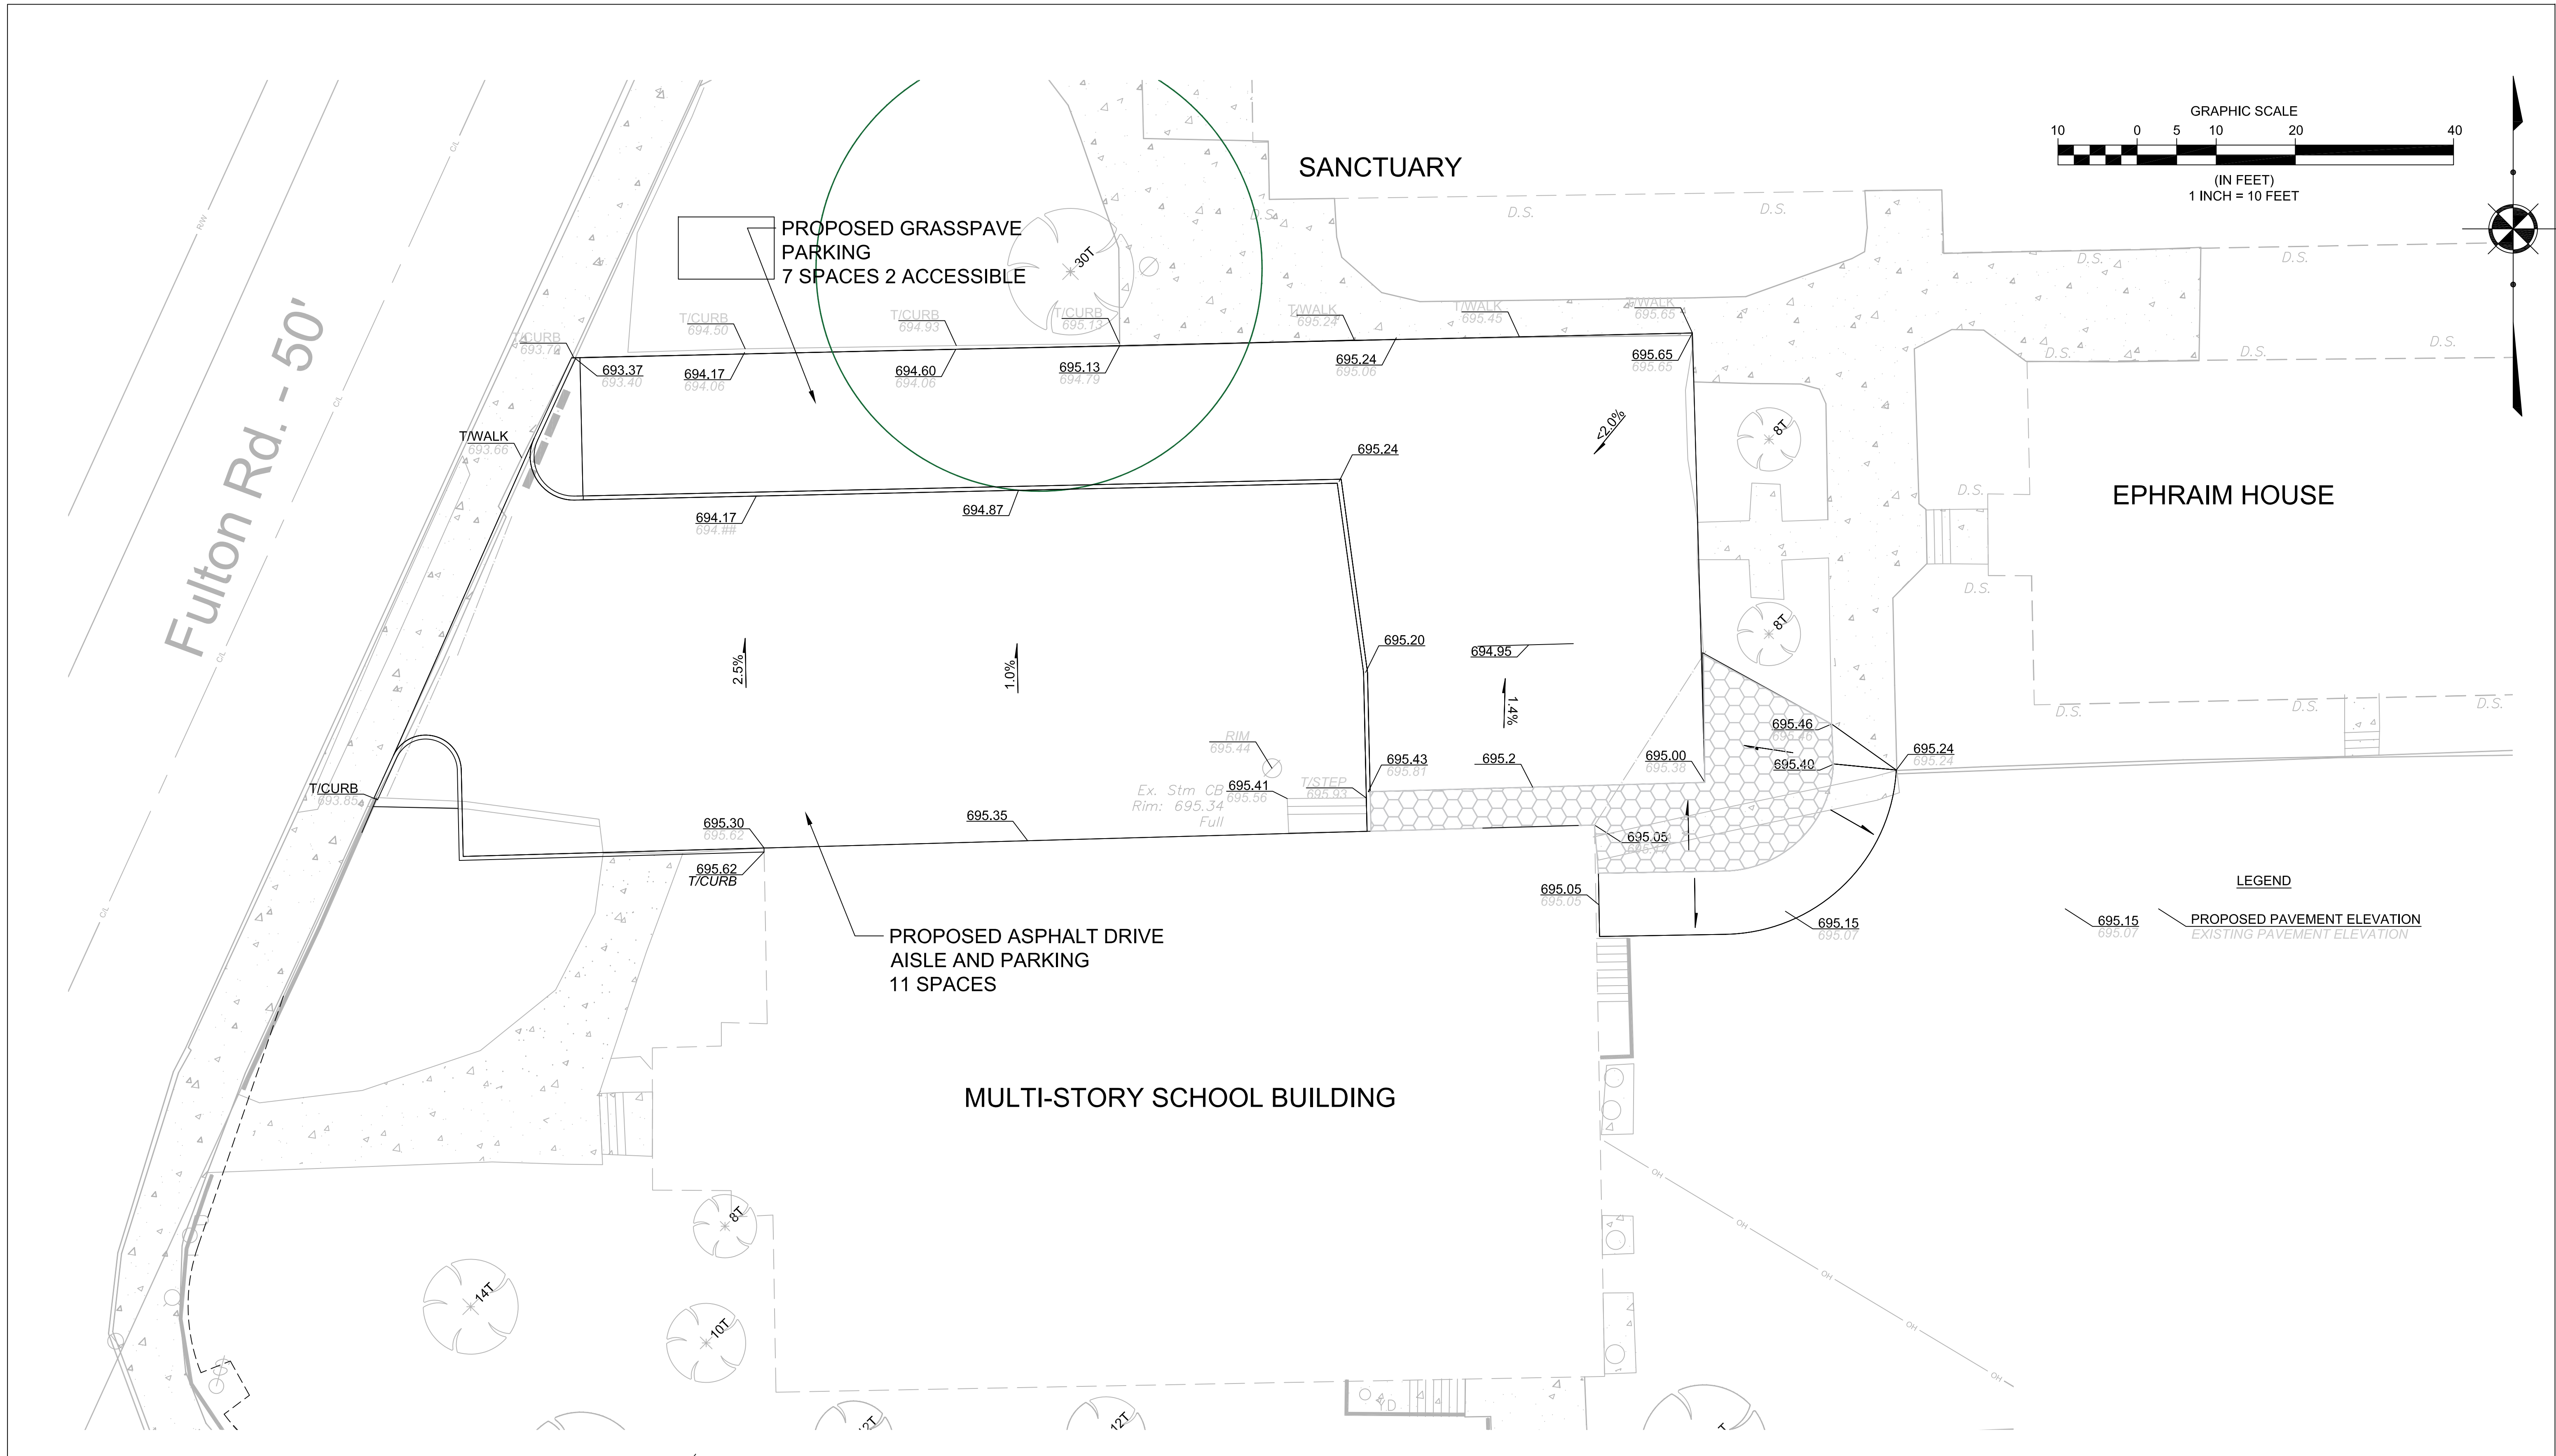 GRAPHIC SCALE
10 0 5 10 20 40
(IN FEET)
1 INCH = 10 FEET
SANCTUARY
PROPOSED GRASSPAVE
PARKING
7 SPACES 2 ACCESSIBLE
30T
R/W
C/L
C/L
C/L
C/L
Fulton Rd. - 50'
D.S.
D.S.
D.S.
D.S.
D.S.
D.S.
D.S.
D.S.
T/CURB
T/CURB
694.50
T/CURB
694.93
T/CURB
695.13
T/WALK
695.24
T/WALK
695.45
T/WALK
695.65
693.37
693.40
694.17
694.06
694.60
694.06
695.13
694.79
695.24
695.06
695.65
695.65
<2.0%
8T
T/WALK
693.66
695.24
694.17
694.##
694.87
D.S.
EPHRAIM HOUSE
D.S.
8T
2.5%
1.0%
695.20
694.95
1.4%
D.S.
D.S.
D.S.
695.46
695.46
RIM
695.44
695.43
695.81
695.2
695.00
695.38
695.40
695.24
695.24
T/CURB
693.85
Ex. Stm CB
Rim: 695.34
Full
695.41
695.56
T/STEP
695.93
695.30
695.62
695.35
695.05
695.62
T/CURB
695.05
695.05
695.15
695.07
LEGEND
695.15
695.07
PROPOSED PAVEMENT ELEVATION
EXISTING PAVEMENT ELEVATION
PROPOSED ASPHALT DRIVE
AISLE AND PARKING
11 SPACES
MULTI-STORY SCHOOL BUILDING
OH
OH
OH
OH
8T
14T
10T
12T
YD